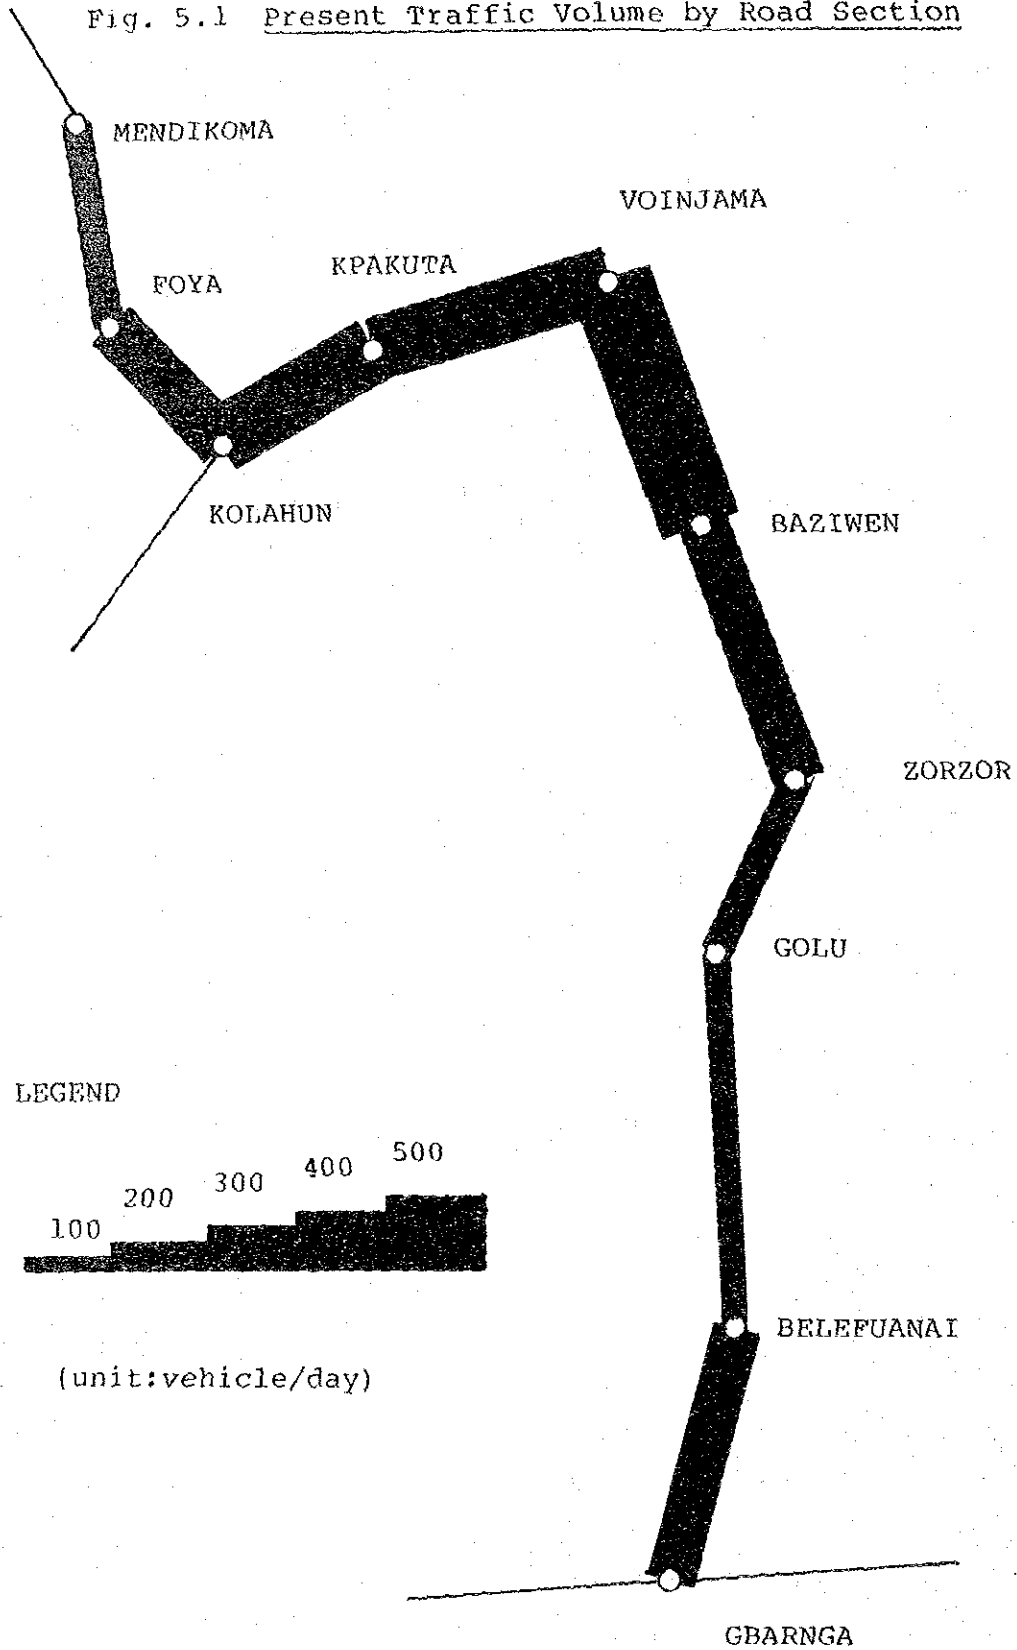 Fig. 5.1 Present Traffic Volume by Road Section
MENDIKOMA
VOINJAMA
KPAKUTA
FOYA
KOLAHUN
BAZIWEN
ZORZOR
GOLU
LEGEND
100 200 300 400 500
BELEFUANAI
(unit:vehicle/day)
GBARNGA